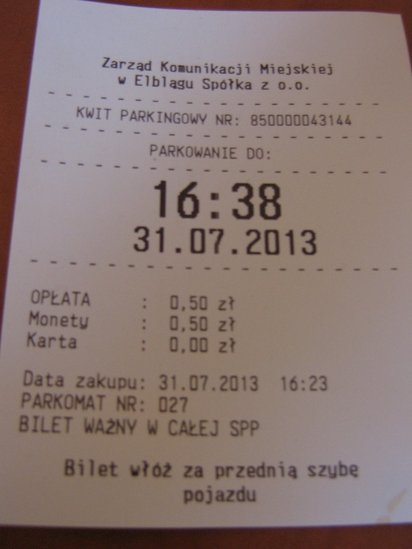 Zarząd Komunikacji Miejskiej
w Elblągu Spółka z o.o.
- - - - - - - - - - - - - - - - - - - -
KWIT PARKINGOWY NR: 850000043144
- - - - - - - - - - - - - - - - - - - -
PARKOWANIE DO:
- - - - - - - - - - - - - - - - - - - -
16:38
31.07.2013
- - - - - - - - - - - - - - - - - - - -
OPŁATA : 0,50 zł
Monety : 0,50 zł
Karta : 0,00 zł
Data zakupu: 31.07.2013 16:23
PARKOMAT NR: 027
BILET WAŻNY W CAŁEJ SPP
Bilet włóż za przednią szybę
pojazdu